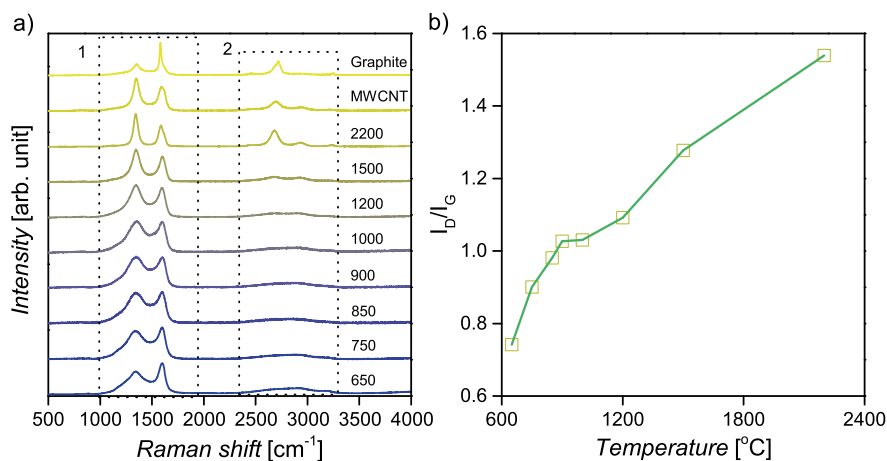 a)
1
2
Graphite
MWCNT
2200
1500
1200
1000
900
850
750
650
Intensity [arb. unit]
500 1000 1500 2000 2500 3000 3500 4000
Raman shift [cm⁻¹]
b)
1.6
1.4
1.2
1.0
0.8
0.6
I_D/I_G
600 1200 1800 2400
Temperature [°C]